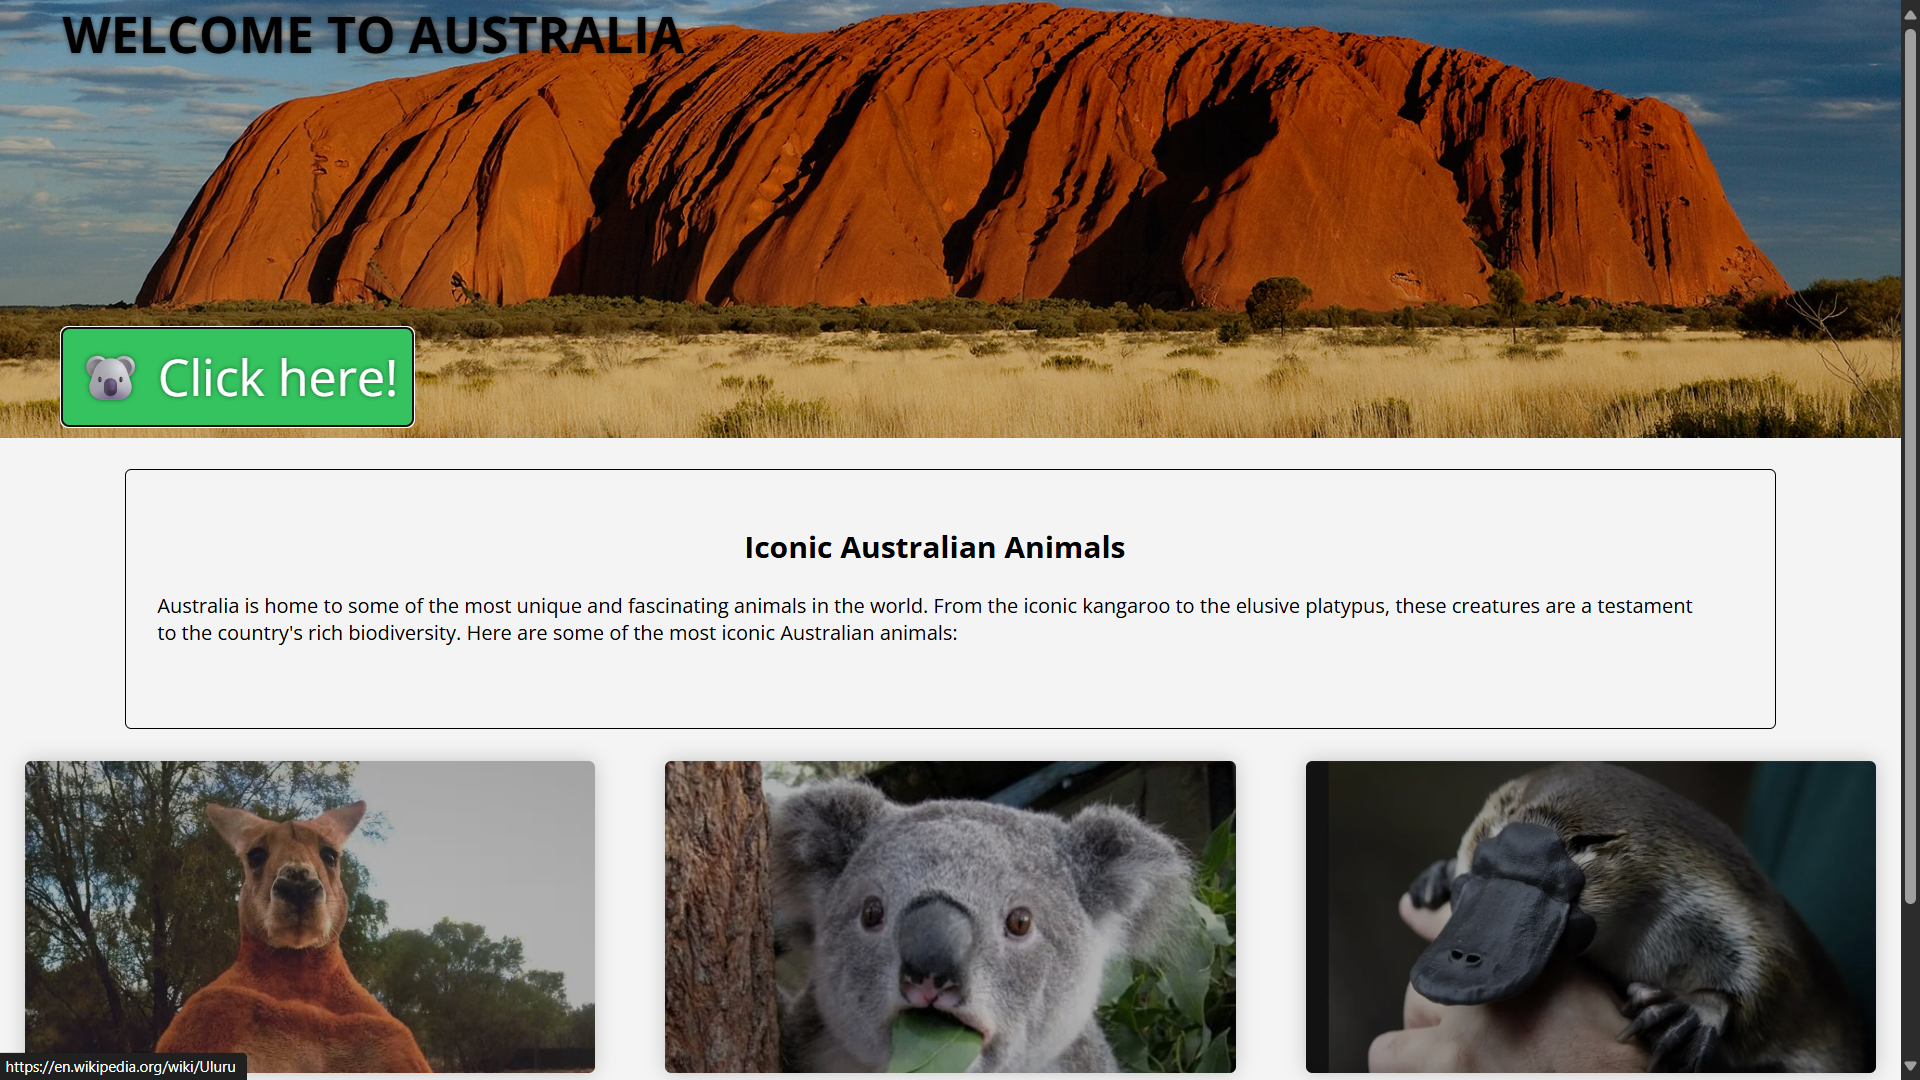 WELCOME TO AUSTRALIA
Click here!
Iconic Australian Animals
Australia is home to some of the most unique and fascinating animals in the world. From the iconic kangaroo to the elusive platypus, these creatures are a testament
to the country's rich biodiversity. Here are some of the most iconic Australian animals:
https://en.wikipedia.org/wiki/Uluru